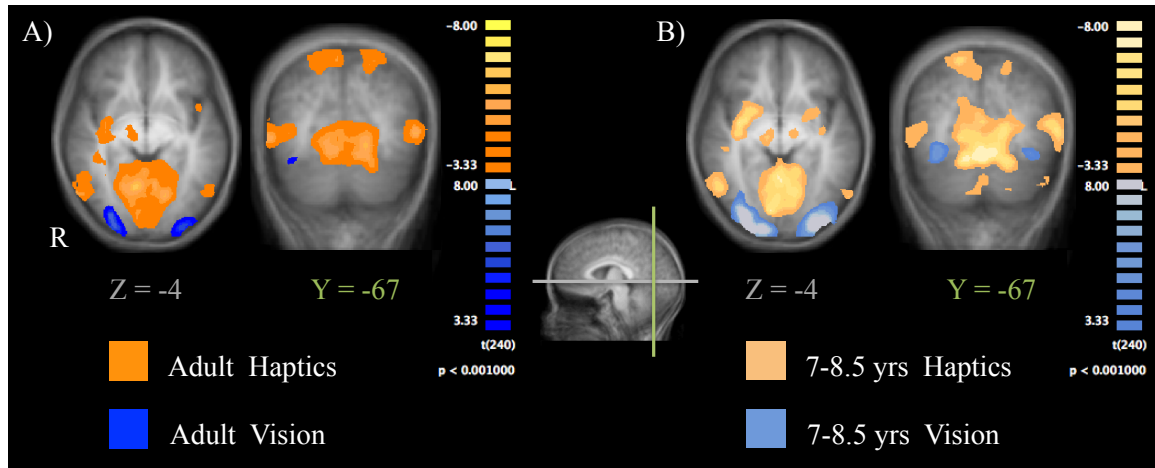 A)
−8.00
−3.33
8.00
L
3.33
t(240)
p < 0.001000
R
Z = -4
Y = -67
Adult Haptics
Adult Vision
B)
−8.00
−3.33
8.00
L
3.33
t(240)
p < 0.001000
Z = -4
Y = -67
7-8.5 yrs Haptics
7-8.5 yrs Vision